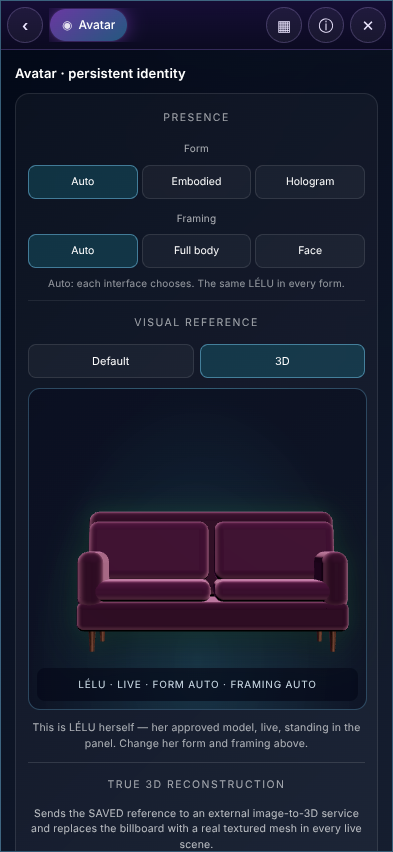 Avatar
Avatar · persistent identity
PRESENCE
Form
Auto
Embodied
Hologram
Framing
Auto
Full body
Face
Auto: each interface chooses. The same LÉLU in every form.
VISUAL REFERENCE
Default
3D
LÉLU · LIVE · FORM AUTO · FRAMING AUTO
This is LÉLU herself — her approved model, live, standing in the
panel. Change her form and framing above.
TRUE 3D RECONSTRUCTION
Sends the SAVED reference to an external image-to-3D service
and replaces the billboard with a real textured mesh in every live
scene.